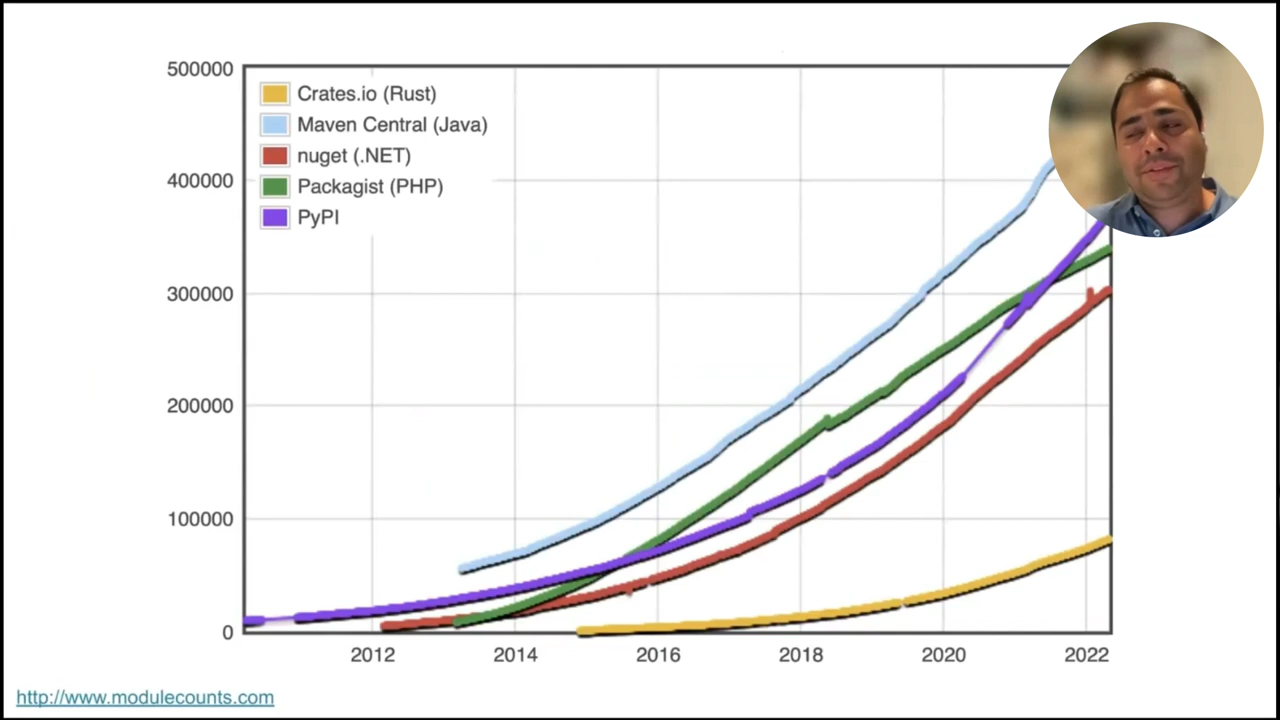 500000
400000
300000
200000
100000
0
Crates.io (Rust)
Maven Central (Java)
nuget (.NET)
Packagist (PHP)
PyPI
2012 2014 2016 2018 2020 2022
http://www.modulecounts.com